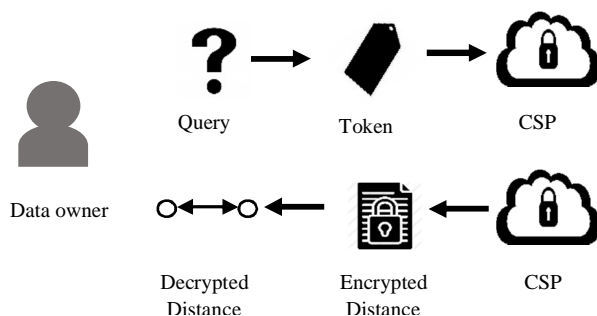 ?
Query
Token
CSP
Data owner
Decrypted
Distance
Encrypted
Distance
CSP